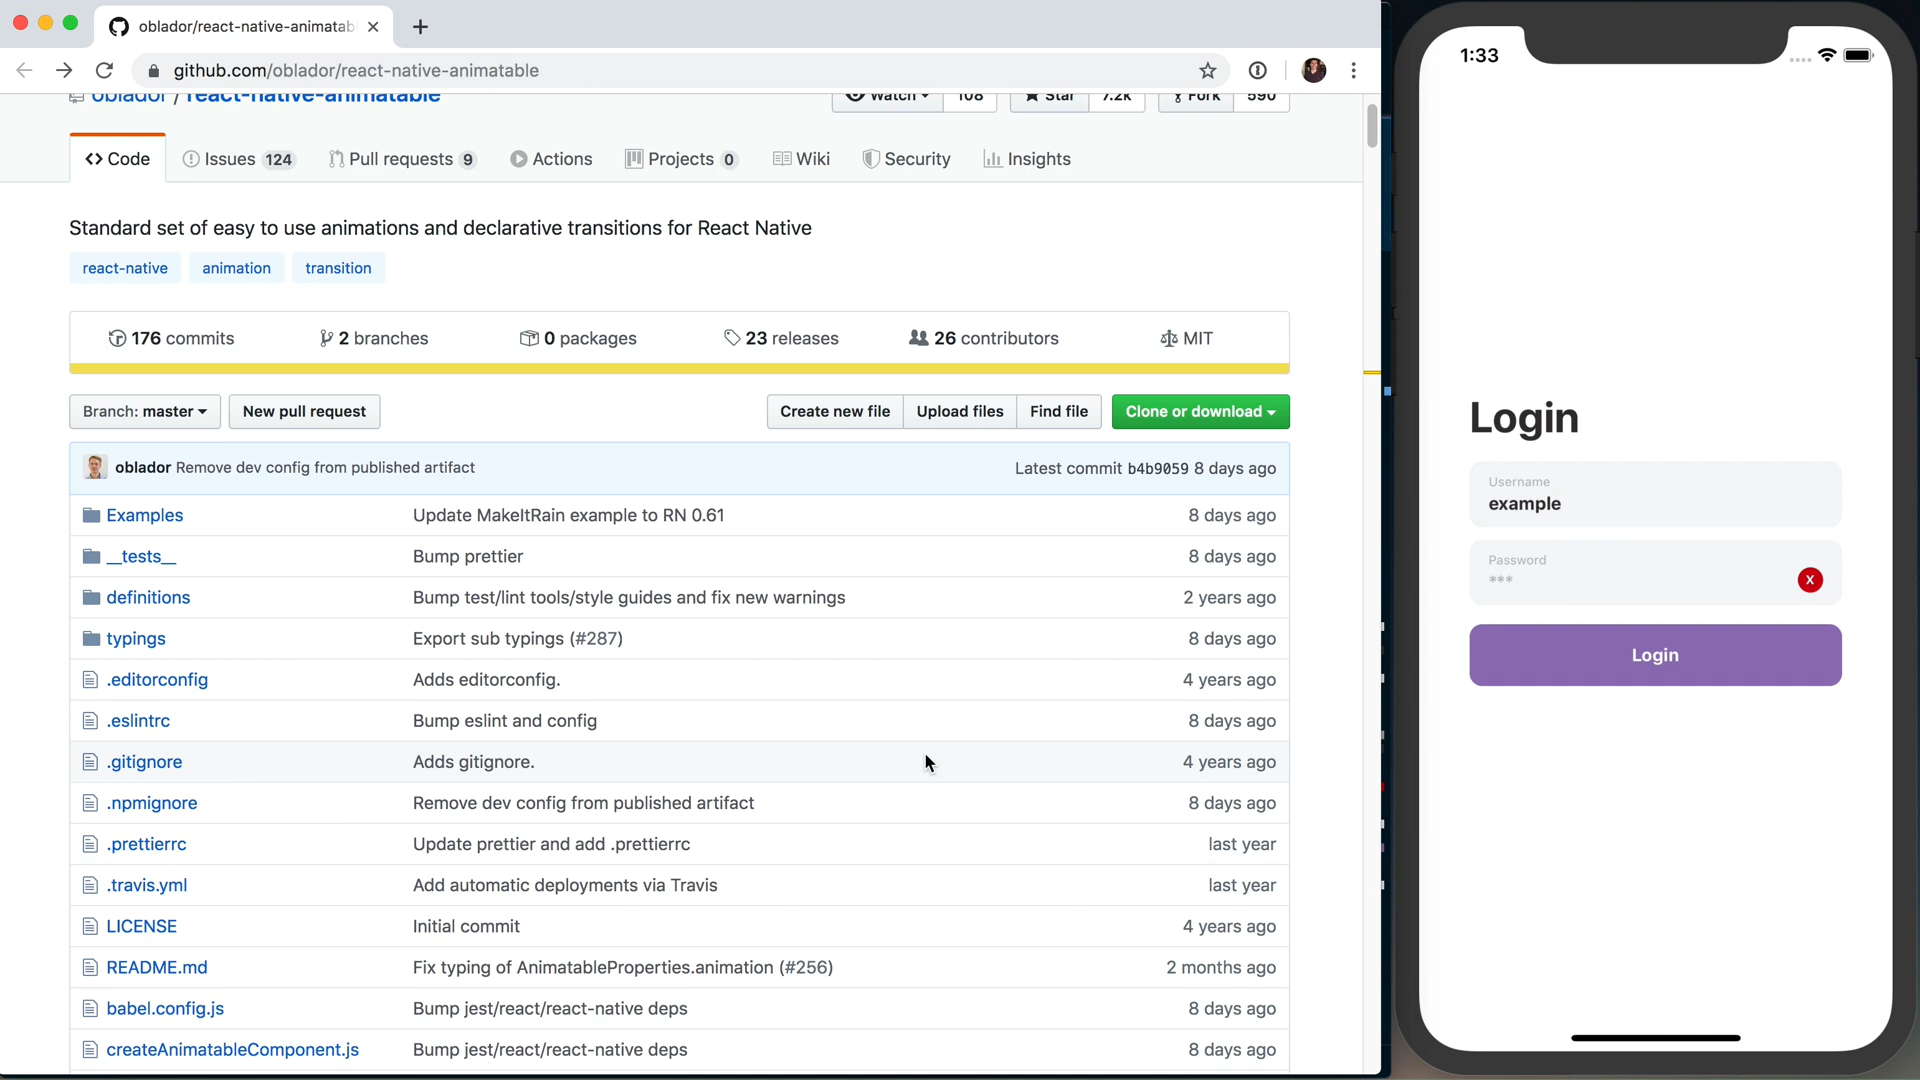 oblador/react-native-animatab
github.com/oblador/react-native-animatable
oblador / react-native-animatable
Watch 108 Star 7.2k Fork 590
Code Issues 124 Pull requests 9 Actions Projects 0 Wiki Security Insights
Standard set of easy to use animations and declarative transitions for React Native
react-native animation transition
176 commits 2 branches 0 packages 23 releases 26 contributors MIT
Branch: master New pull request Create new file Upload files Find file Clone or download
oblador Remove dev config from published artifact Latest commit b4b9059 8 days ago
Examples Update MakeItRain example to RN 0.61 8 days ago
__tests__ Bump prettier 8 days ago
definitions Bump test/lint tools/style guides and fix new warnings 2 years ago
typings Export sub typings (#287) 8 days ago
.editorconfig Adds editorconfig. 4 years ago
.eslintrc Bump eslint and config 8 days ago
.gitignore Adds gitignore. 4 years ago
.npmignore Remove dev config from published artifact 8 days ago
.prettierrc Update prettier and add .prettierrc last year
.travis.yml Add automatic deployments via Travis last year
LICENSE Initial commit 4 years ago
README.md Fix typing of AnimatableProperties.animation (#256) 2 months ago
babel.config.js Bump jest/react/react-native deps 8 days ago
createAnimatableComponent.js Bump jest/react/react-native deps 8 days ago
1:33
Login
Username
example
Password
***
X
Login